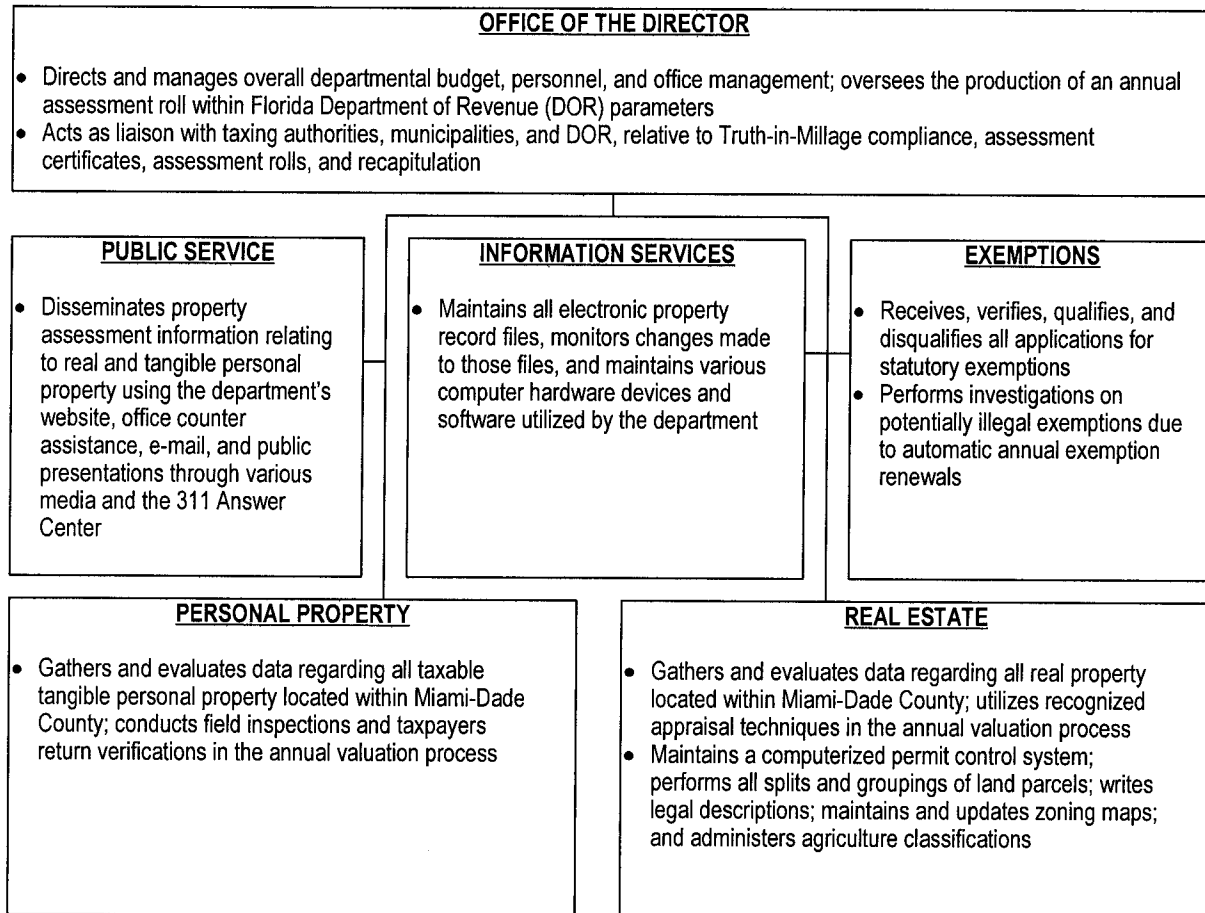 OFFICE OF THE DIRECTOR
• Directs and manages overall departmental budget, personnel, and office management; oversees the production of an annual
assessment roll within Florida Department of Revenue (DOR) parameters
• Acts as liaison with taxing authorities, municipalities, and DOR, relative to Truth-in-Millage compliance, assessment
certificates, assessment rolls, and recapitulation
PUBLIC SERVICE
• Disseminates property
assessment information relating
to real and tangible personal
property using the department's
website, office counter
assistance, e-mail, and public
presentations through various
media and the 311 Answer
Center
INFORMATION SERVICES
• Maintains all electronic property
record files, monitors changes made
to those files, and maintains various
computer hardware devices and
software utilized by the department
EXEMPTIONS
• Receives, verifies, qualifies, and
disqualifies all applications for
statutory exemptions
• Performs investigations on
potentially illegal exemptions due
to automatic annual exemption
renewals
PERSONAL PROPERTY
• Gathers and evaluates data regarding all taxable
tangible personal property located within Miami-Dade
County; conducts field inspections and taxpayers
return verifications in the annual valuation process
REAL ESTATE
• Gathers and evaluates data regarding all real property
located within Miami-Dade County; utilizes recognized
appraisal techniques in the annual valuation process
• Maintains a computerized permit control system;
performs all splits and groupings of land parcels; writes
legal descriptions; maintains and updates zoning maps;
and administers agriculture classifications